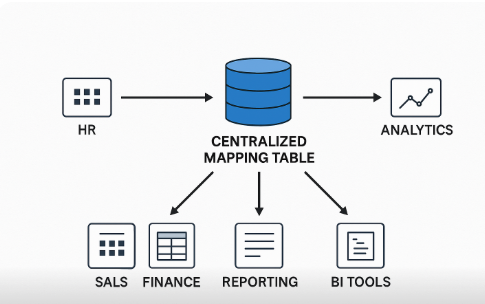 HR
CENTRALIZED
MAPPING TABLE
ANALYTICS
SALS
FINANCE
REPORTING
BI TOOLS